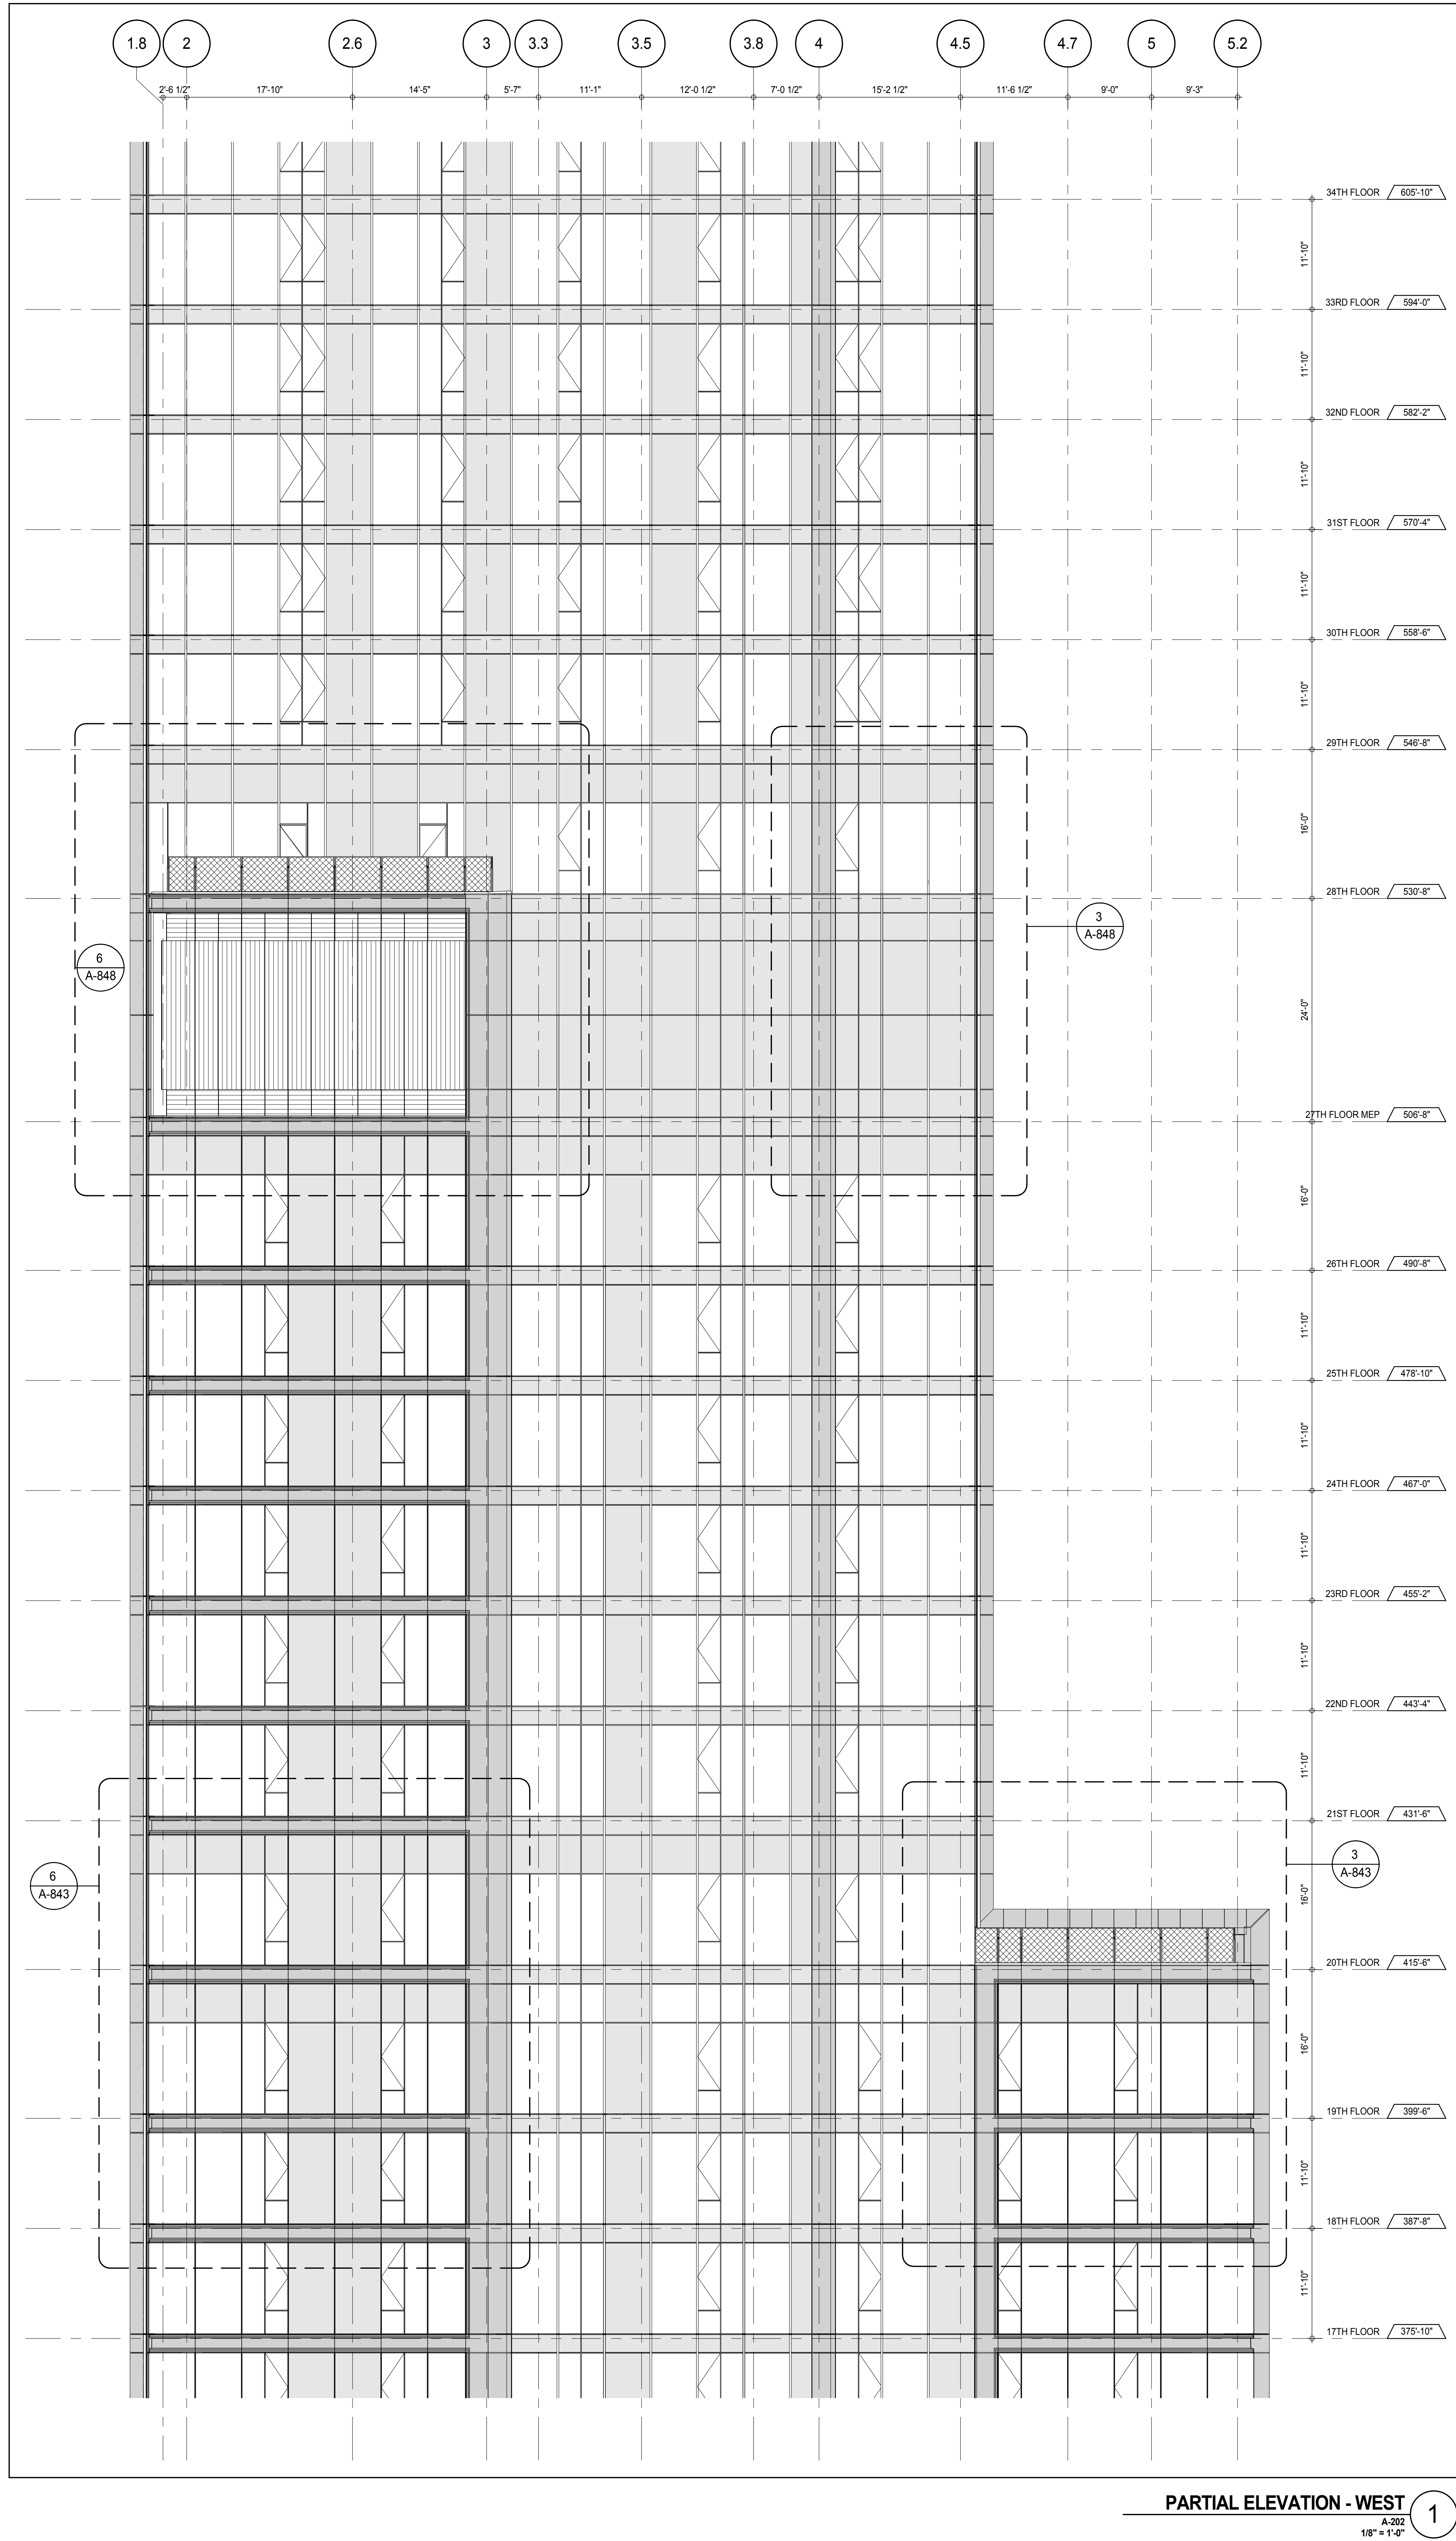 1.8 2 2.6 3 3.3 3.5 3.8 4 4.5 4.7 5 5.2
2'-6 1/2" 17'-10" 14'-5" 5'-7" 11'-1" 12'-0 1/2" 7'-0 1/2" 15'-2 1/2" 11'-6 1/2" 9'-0" 9'-3"
34TH FLOOR 605'-10"
11'-10"
33RD FLOOR 594'-0"
11'-10"
32ND FLOOR 582'-2"
11'-10"
31ST FLOOR 570'-4"
11'-10"
30TH FLOOR 558'-6"
11'-10"
29TH FLOOR 546'-8"
16'-0"
28TH FLOOR 530'-8"
3
A-848
6
A-848
24'-0"
27TH FLOOR MEP 506'-8"
16'-0"
26TH FLOOR 490'-8"
11'-10"
25TH FLOOR 478'-10"
11'-10"
24TH FLOOR 467'-0"
11'-10"
23RD FLOOR 455'-2"
11'-10"
22ND FLOOR 443'-4"
11'-10"
21ST FLOOR 431'-6"
3
A-843
6
A-843
16'-0"
20TH FLOOR 415'-6"
16'-0"
19TH FLOOR 399'-6"
11'-10"
18TH FLOOR 387'-8"
11'-10"
17TH FLOOR 375'-10"
PARTIAL ELEVATION - WEST 1
A-202
1/8" = 1'-0"